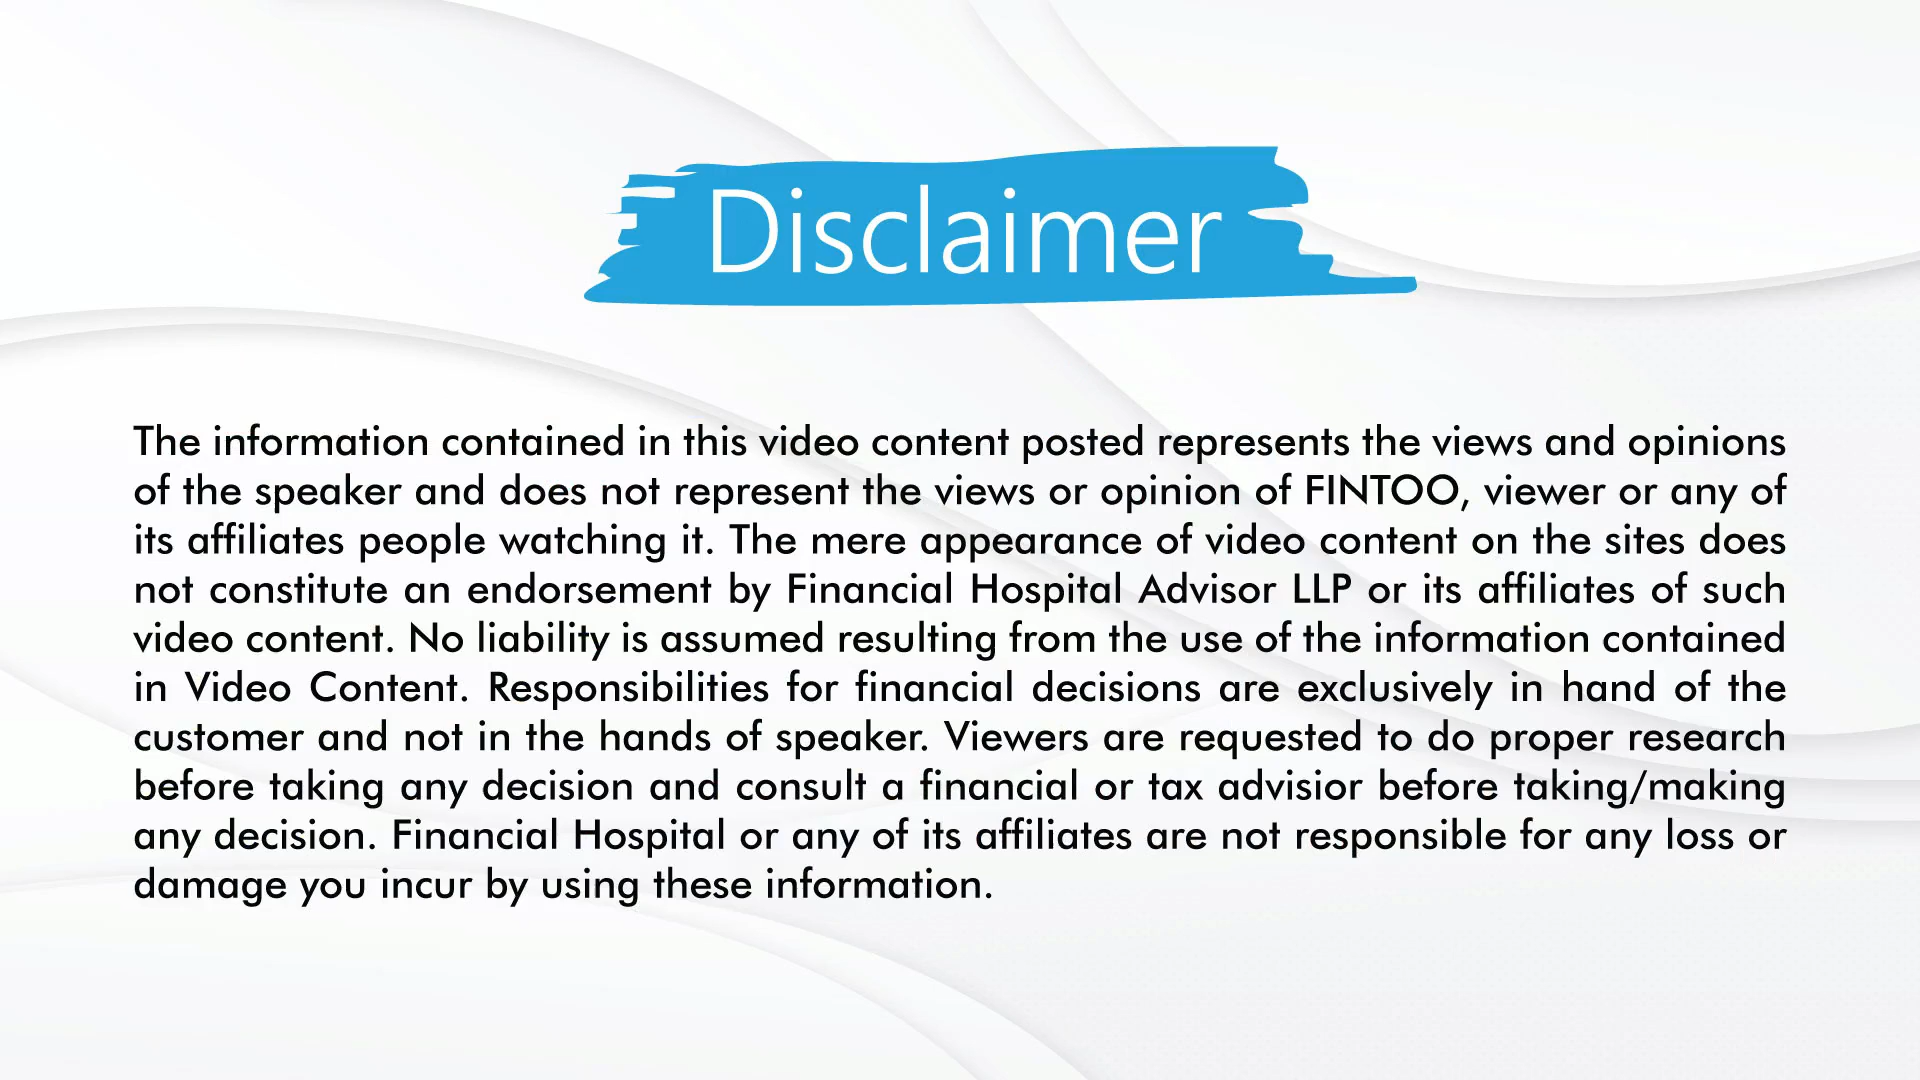 Disclaimer
The information contained in this video content posted represents the views and opinions
of the speaker and does not represent the views or opinion of FINTOO, viewer or any of
its affiliates people watching it. The mere appearance of video content on the sites does
not constitute an endorsement by Financial Hospital Advisor LLP or its affiliates of such
video content. No liability is assumed resulting from the use of the information contained
in Video Content. Responsibilities for financial decisions are exclusively in hand of the
customer and not in the hands of speaker. Viewers are requested to do proper research
before taking any decision and consult a financial or tax advisior before taking/making
any decision. Financial Hospital or any of its affiliates are not responsible for any loss or
damage you incur by using these information.